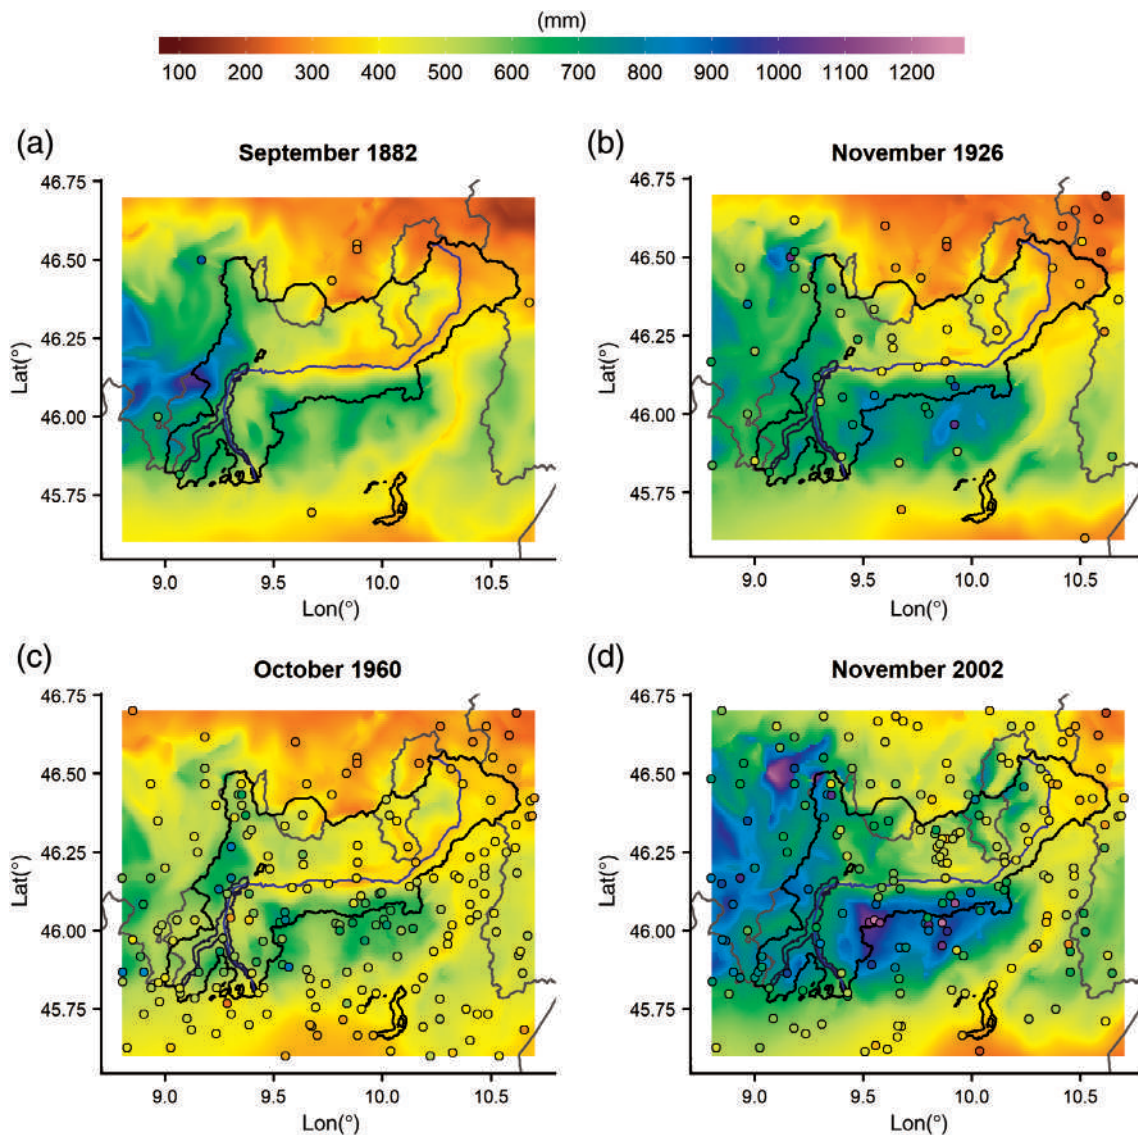 (mm)
100 200 300 400 500 600 700 800 900 1000 1100 1200
(a)
September 1882
46.75
46.50
46.25
46.00
45.75
Lat(°)
9.0 9.5 10.0 10.5
Lon(°)
(b)
November 1926
46.75
46.50
46.25
46.00
45.75
Lat(°)
9.0 9.5 10.0 10.5
Lon(°)
(c)
October 1960
46.75
46.50
46.25
46.00
45.75
Lat(°)
9.0 9.5 10.0 10.5
Lon(°)
(d)
November 2002
46.75
46.50
46.25
46.00
45.75
Lat(°)
9.0 9.5 10.0 10.5
Lon(°)